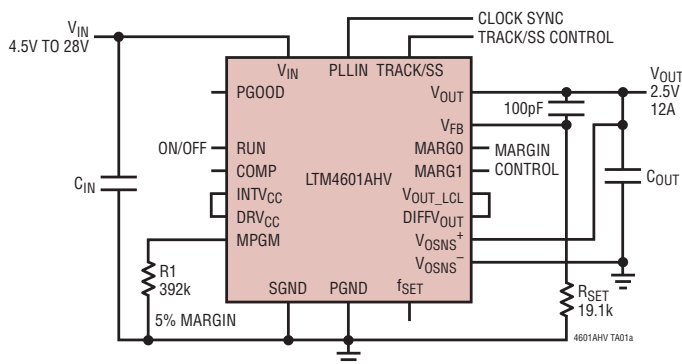 CLOCK SYNC
TRACK/SS CONTROL
VIN
4.5V TO 28V
VIN PLLIN TRACK/SS
PGOOD
VOUT
VOUT
2.5V
12A
100pF
VFB
ON/OFF
RUN
MARG0
MARGIN
CONTROL
COMP
MARG1
LTM4601AHV
CIN
COUT
INTVCC
VOUT_LCL
DRVCC
DIFFVOUT
MPGM
VOSNS+
VOSNS–
R1
392k
SGND PGND fSET
5% MARGIN
RSET
19.1k
4601AHV TA01a